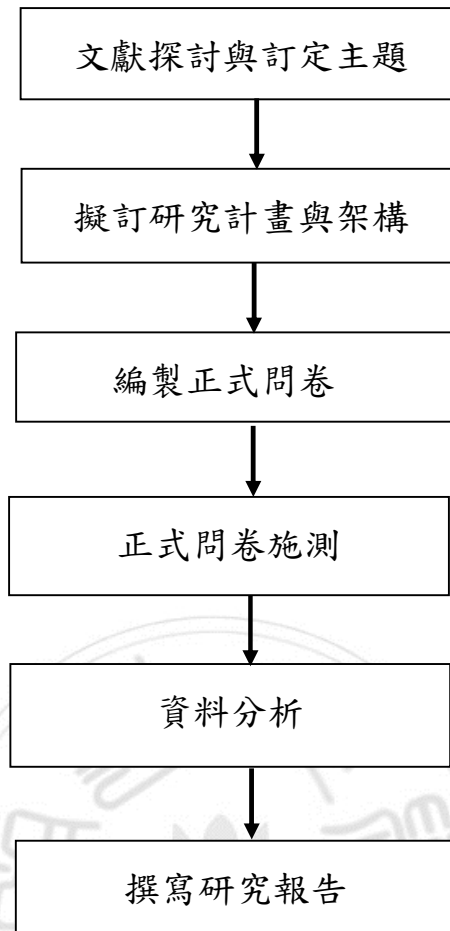 文獻探討與訂定主題
擬訂研究計畫與架構
編製正式問卷
正式問卷施測
資料分析
撰寫研究報告